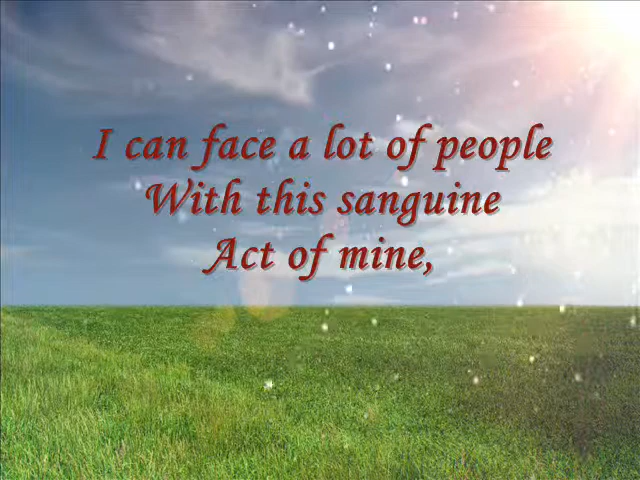 I can face a lot of people
With this sanguine
Act of mine,